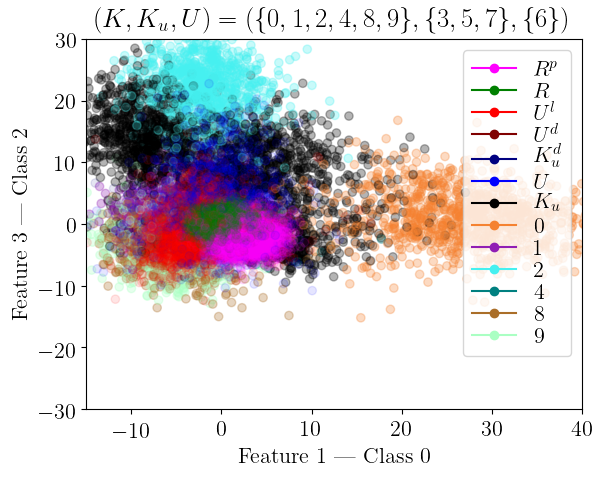 (K, K_u, U) = ({0, 1, 2, 4, 8, 9}, {3, 5, 7}, {6})
30
20
10
0
−10
−20
−30
Feature 3 — Class 2
R^p
R
U^l
U^d
K_u^d
U
K_u
0
1
2
4
8
9
−10
0
10
20
30
40
Feature 1 — Class 0